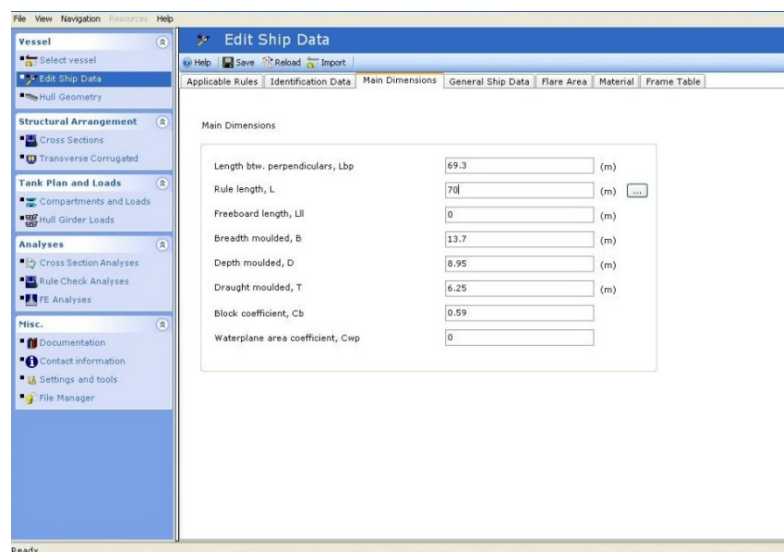 File View Navigation Resources Help
Vessel
Select vessel
Edit Ship Data
Hull Geometry
Structural Arrangement
Cross Sections
Transverse Corrugated
Tank Plan and Loads
Compartments and Loads
Hull Girder Loads
Analyses
Cross Section Analyses
Rule Check Analyses
FE Analyses
Misc.
Documentation
Contact information
Settings and tools
File Manager
Edit Ship Data
Help Save Reload Import
Applicable Rules Identification Data Main Dimensions General Ship Data Flare Area Material Frame Table
Main Dimensions
Length btw. perpendiculars, Lbp 69.3 (m)
Rule length, L 70 (m) ...
Freeboard length, Lll 0 (m)
Breadth moulded, B 13.7 (m)
Depth moulded, D 8.95 (m)
Draught moulded, T 6.25 (m)
Block coefficient, Cb 0.59
Waterplane area coefficient, Cwp 0
Ready